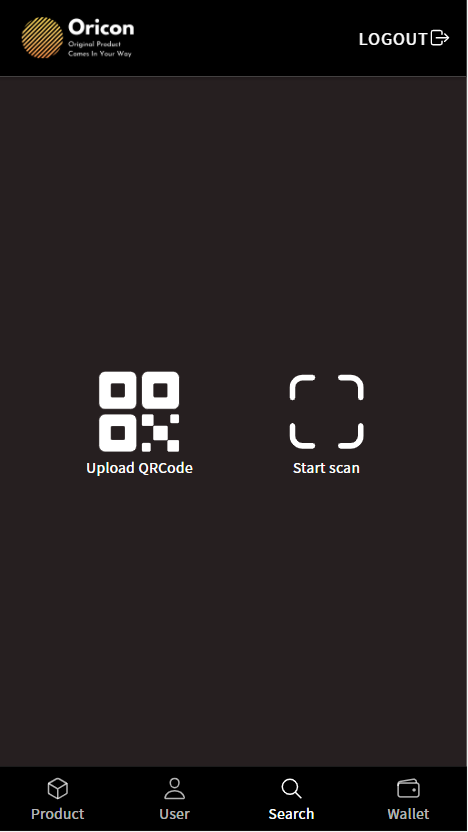 Oricon
Original Product
Comes In Your Way
LOGOUT
Upload QRCode
Start scan
Product
User
Search
Wallet